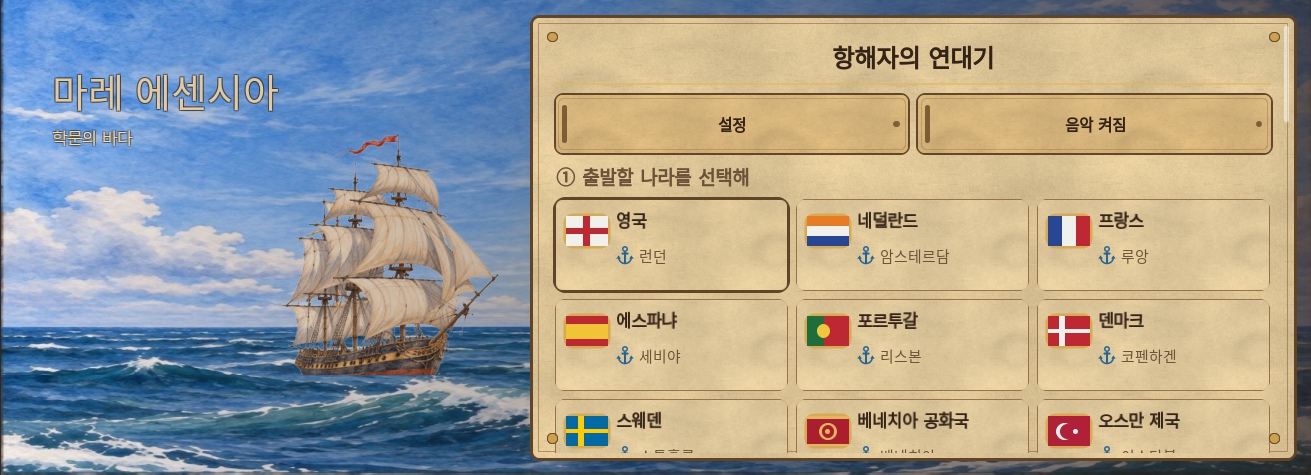 마레 에센시아
학문의 바다
항해자의 연대기
설정
음악 켜짐
① 출발할 나라를 선택해
영국
런던
네덜란드
암스테르담
프랑스
루앙
에스파냐
세비야
포르투갈
리스본
덴마크
코펜하겐
스웨덴
베네치아 공화국
오스만 제국